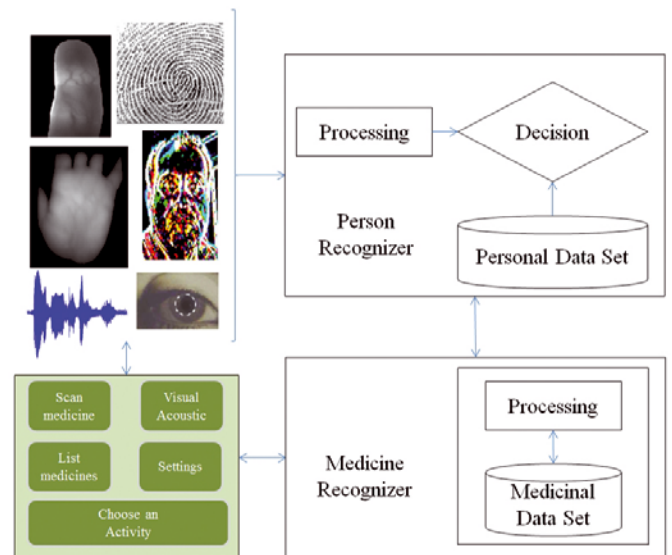 Processing
Decision
Person
Recognizer
Personal Data Set
Scan
medicine
Visual
Acoustic
List
medicines
Settings
Choose an
Activity
Medicine
Recognizer
Processing
Medicinal
Data Set